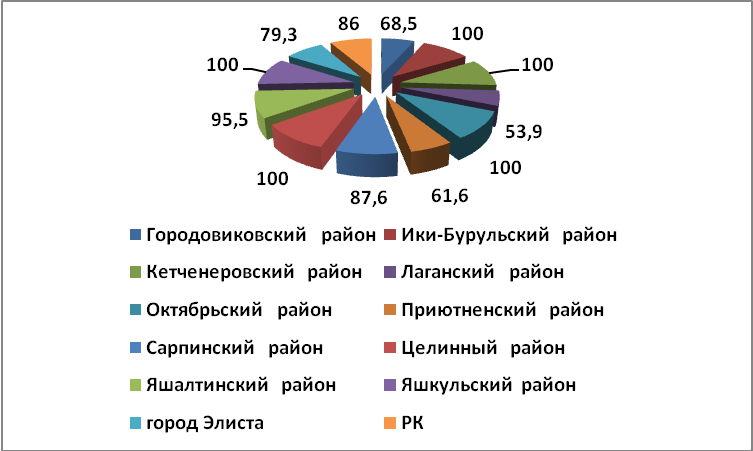 86 68,5
79,3 100
100 100
95,5 53,9
100 100
87,6 61,6
Городовиковский район Ики-Бурульский район
Кетченеровский район Лаганский район
Октябрьский район Приютненский район
Сарпинский район Целинный район
Яшалтинский район Яшкульский район
город Элиста РК